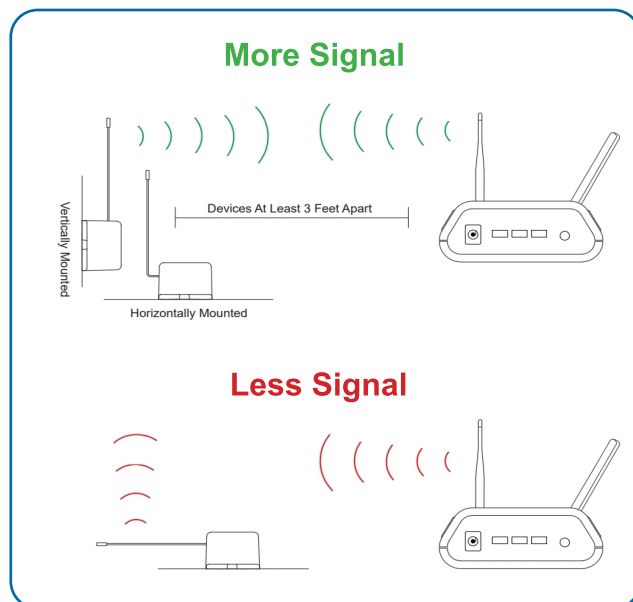 More Signal
Devices At Least 3 Feet Apart
Vertically Mounted
Horizontally Mounted
Less Signal